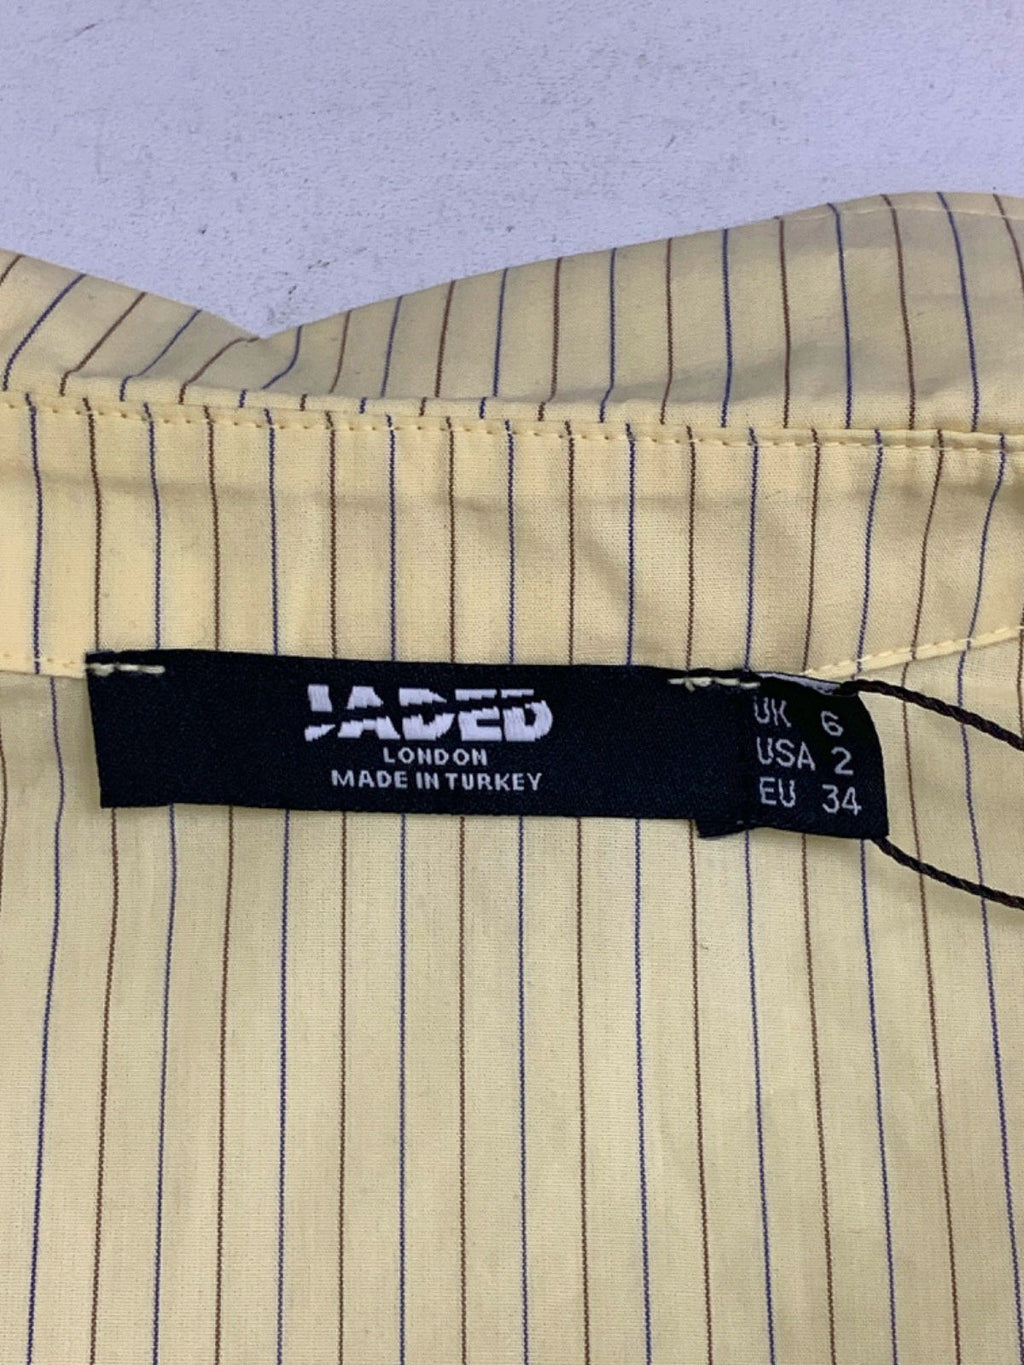 JADED
LONDON
MADE IN TURKEY
UK 6
USA 2
EU 34